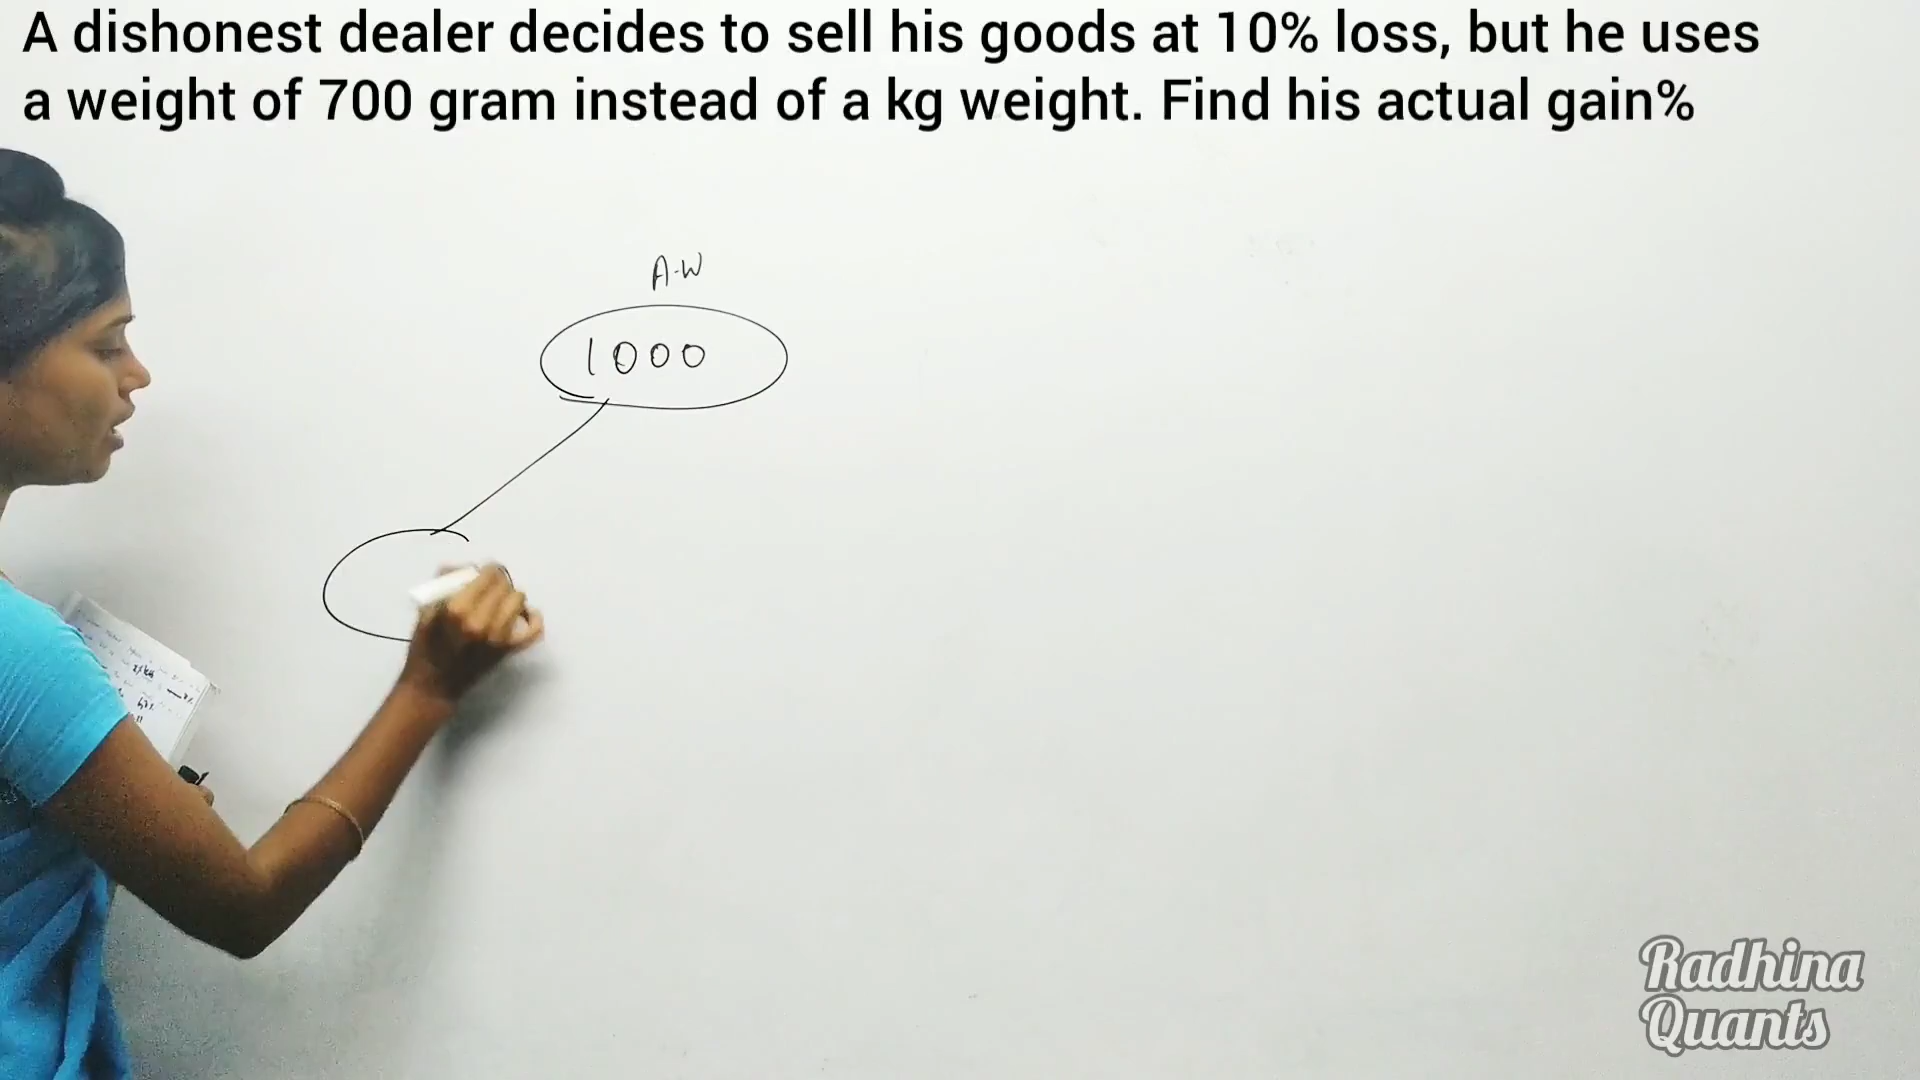 A dishonest dealer decides to sell his goods at 10% loss, but he uses
a weight of 700 gram instead of a kg weight. Find his actual gain%
A.W
1000
Radhina
Quants